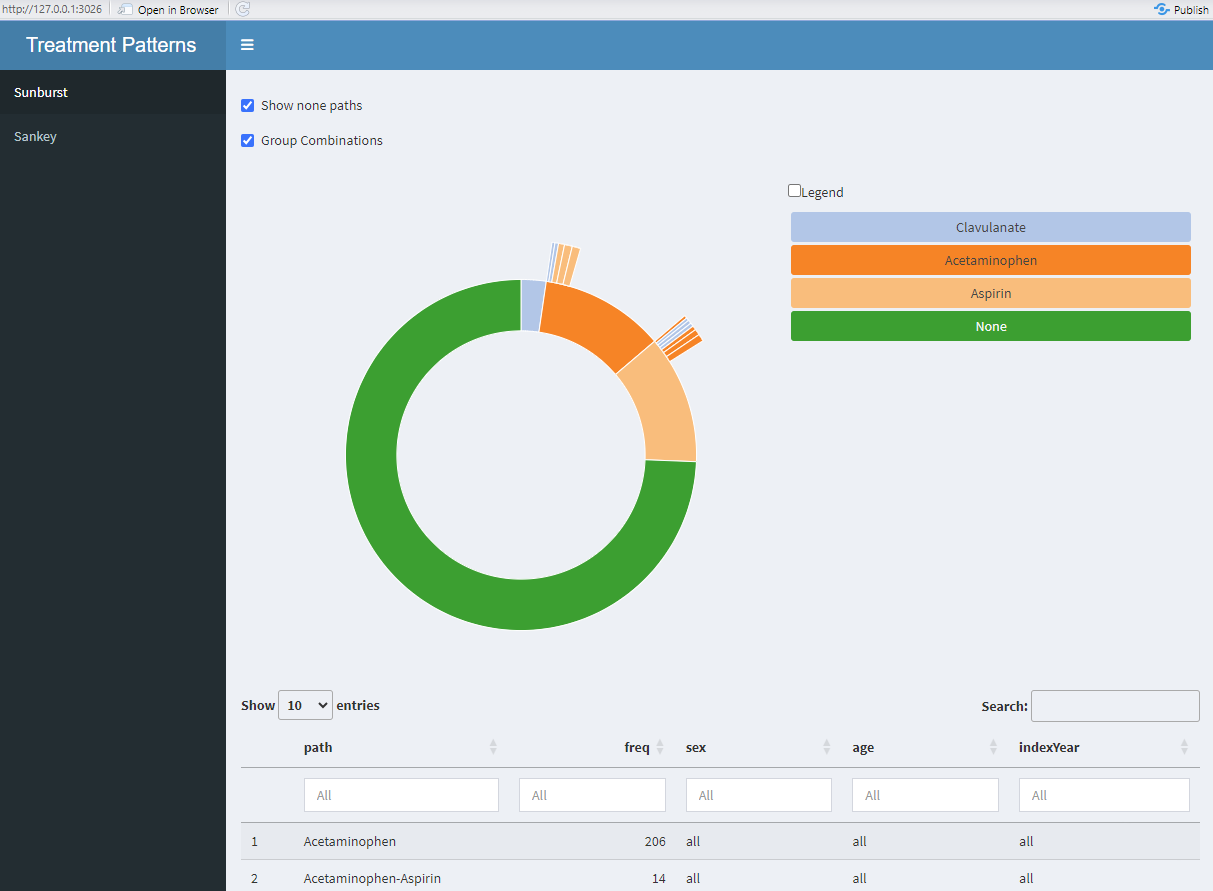 http://127.0.0.1:3026 Open in Browser Publish
Treatment Patterns
Sunburst
Sankey
Show none paths
Group Combinations
Legend
Clavulanate
Acetaminophen
Aspirin
None
Show 10 entries Search:
path freq sex age indexYear
All All All All All
1 Acetaminophen 206 all all all
2 Acetaminophen-Aspirin 14 all all all